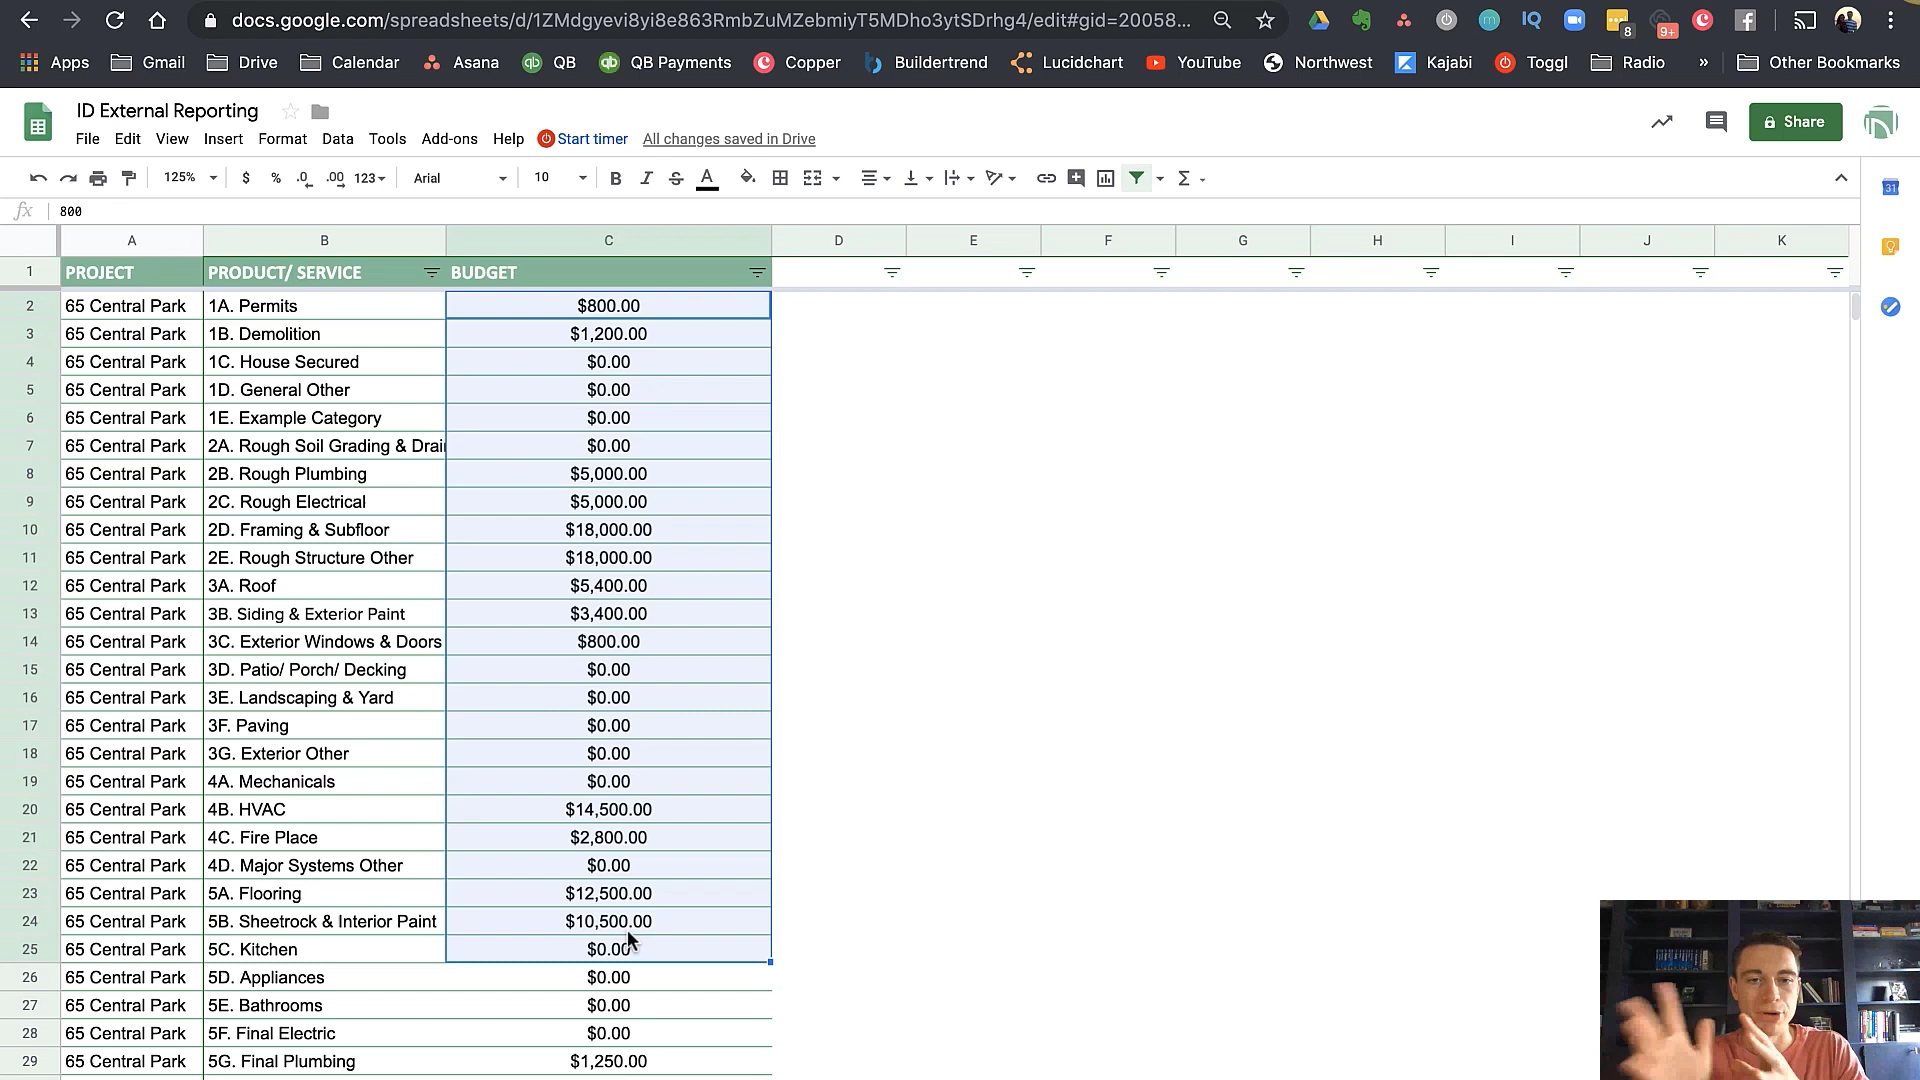 docs.google.com/spreadsheets/d/1ZMdgyevi8yi8e863RmbZuMZebmiyT5MDho3ytSDrhg4/edit#gid=20058...
IQ 8 9+
Apps Gmail Drive Calendar Asana QB QB Payments Copper Buildertrend Lucidchart YouTube Northwest Kajabi Toggl Radio » Other Bookmarks
ID External Reporting
File Edit View Insert Format Data Tools Add-ons Help Start timer All changes saved in Drive
Share
125% $ % .0 .00 123 Arial 10 B I S A Σ
31
fx 800
A B C D E F G H I J K
1 PROJECT PRODUCT/ SERVICE BUDGET
2 65 Central Park 1A. Permits $800.00
3 65 Central Park 1B. Demolition $1,200.00
4 65 Central Park 1C. House Secured $0.00
5 65 Central Park 1D. General Other $0.00
6 65 Central Park 1E. Example Category $0.00
7 65 Central Park 2A. Rough Soil Grading & Drai $0.00
8 65 Central Park 2B. Rough Plumbing $5,000.00
9 65 Central Park 2C. Rough Electrical $5,000.00
10 65 Central Park 2D. Framing & Subfloor $18,000.00
11 65 Central Park 2E. Rough Structure Other $18,000.00
12 65 Central Park 3A. Roof $5,400.00
13 65 Central Park 3B. Siding & Exterior Paint $3,400.00
14 65 Central Park 3C. Exterior Windows & Doors $800.00
15 65 Central Park 3D. Patio/ Porch/ Decking $0.00
16 65 Central Park 3E. Landscaping & Yard $0.00
17 65 Central Park 3F. Paving $0.00
18 65 Central Park 3G. Exterior Other $0.00
19 65 Central Park 4A. Mechanicals $0.00
20 65 Central Park 4B. HVAC $14,500.00
21 65 Central Park 4C. Fire Place $2,800.00
22 65 Central Park 4D. Major Systems Other $0.00
23 65 Central Park 5A. Flooring $12,500.00
24 65 Central Park 5B. Sheetrock & Interior Paint $10,500.00
25 65 Central Park 5C. Kitchen $0.00
26 65 Central Park 5D. Appliances $0.00
27 65 Central Park 5E. Bathrooms $0.00
28 65 Central Park 5F. Final Electric $0.00
29 65 Central Park 5G. Final Plumbing $1,250.00